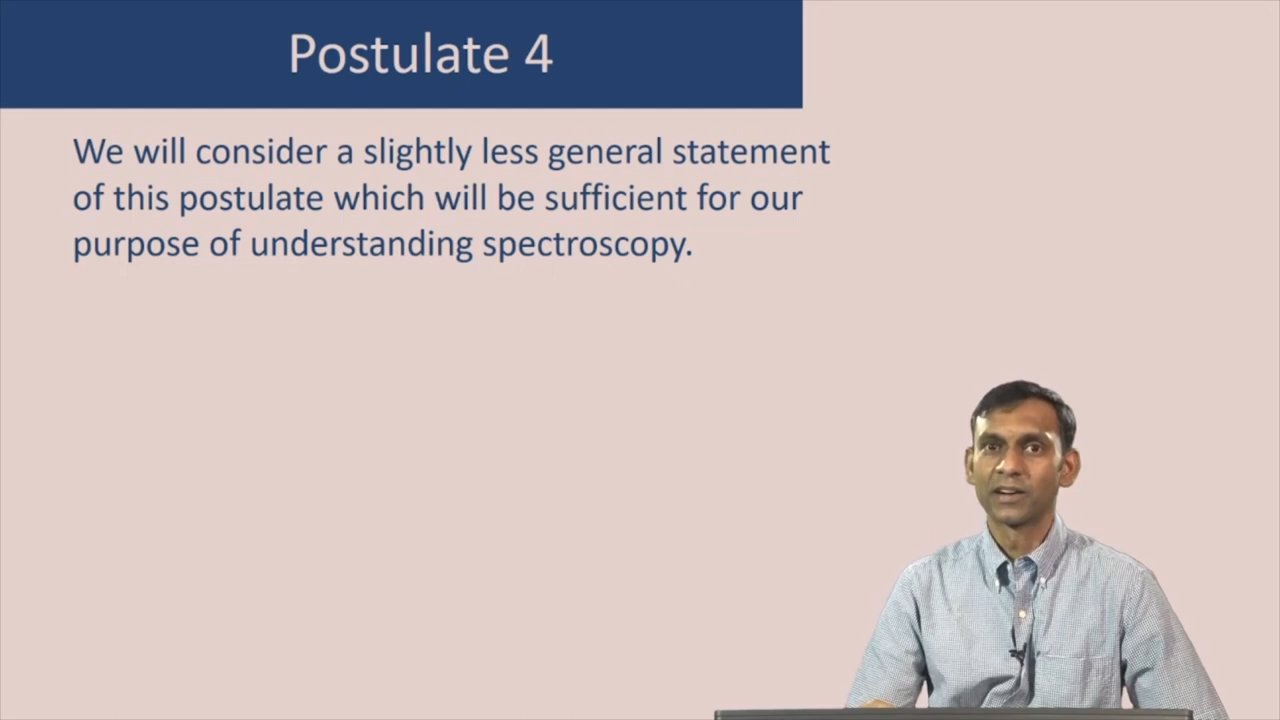 Postulate 4
We will consider a slightly less general statement
of this postulate which will be sufficient for our
purpose of understanding spectroscopy.